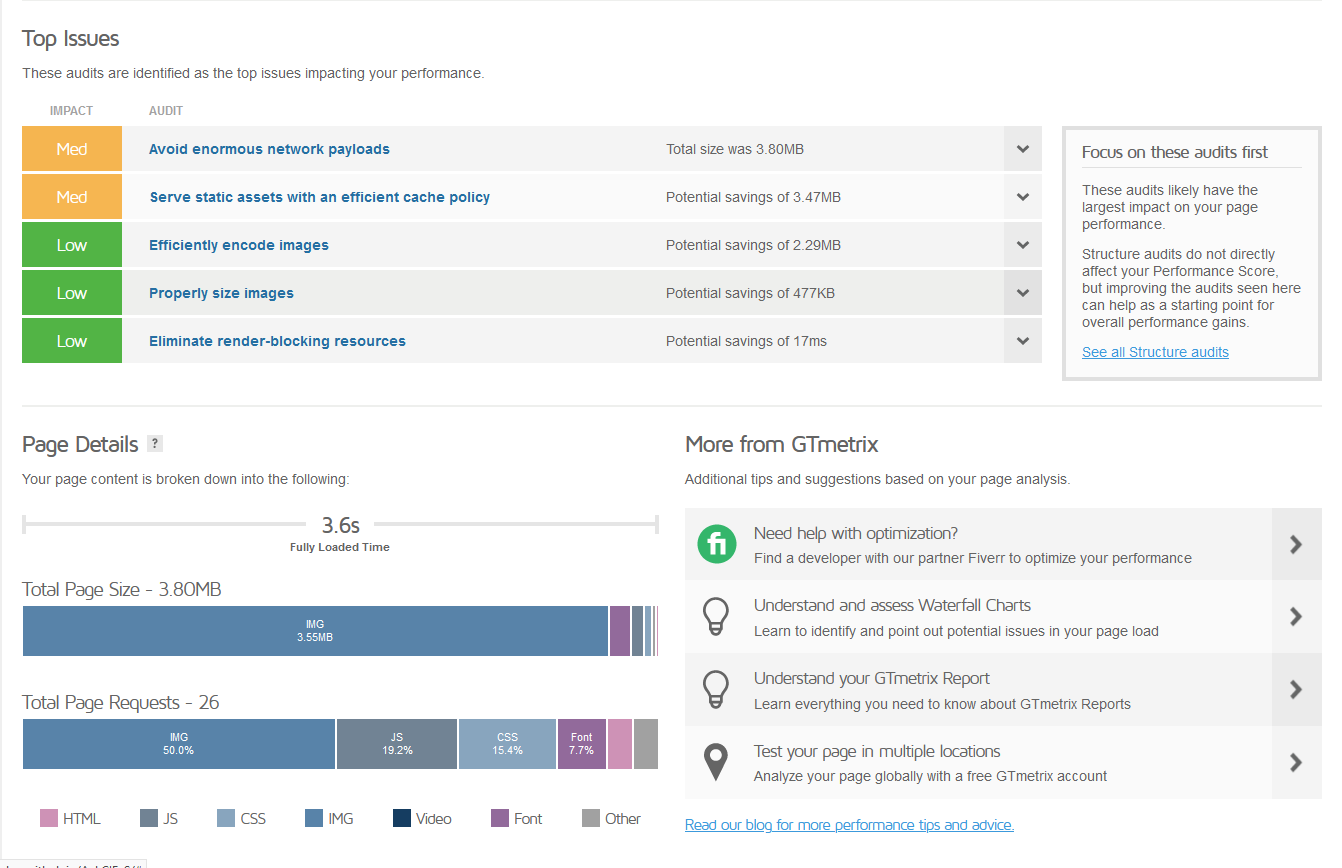 Top Issues
These audits are identified as the top issues impacting your performance.
IMPACT AUDIT
Med Avoid enormous network payloads Total size was 3.80MB
Med Serve static assets with an efficient cache policy Potential savings of 3.47MB
Low Efficiently encode images Potential savings of 2.29MB
Low Properly size images Potential savings of 477KB
Low Eliminate render-blocking resources Potential savings of 17ms
Focus on these audits first
These audits likely have the
largest impact on your page
performance.
Structure audits do not directly
affect your Performance Score,
but improving the audits seen here
can help as a starting point for
overall performance gains.
See all Structure audits
Page Details ?
Your page content is broken down into the following:
3.6s
Fully Loaded Time
Total Page Size - 3.80MB
IMG
3.55MB
Total Page Requests - 26
IMG
50.0%
JS
19.2%
CSS
15.4%
Font
7.7%
HTML JS CSS IMG Video Font Other
More from GTmetrix
Additional tips and suggestions based on your page analysis.
fi
Need help with optimization?
Find a developer with our partner Fiverr to optimize your performance
Understand and assess Waterfall Charts
Learn to identify and point out potential issues in your page load
Understand your GTmetrix Report
Learn everything you need to know about GTmetrix Reports
Test your page in multiple locations
Analyze your page globally with a free GTmetrix account
Read our blog for more performance tips and advice.